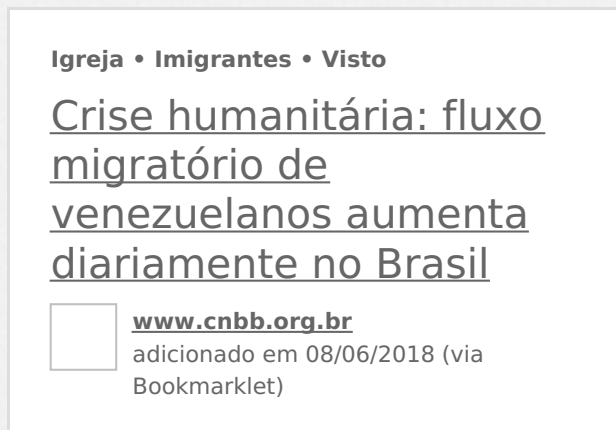 Igreja • Imigrantes • Visto
Crise humanitária: fluxo
migratório de
venezuelanos aumenta
diariamente no Brasil
www.cnbb.org.br
adicionado em 08/06/2018 (via
Bookmarklet)